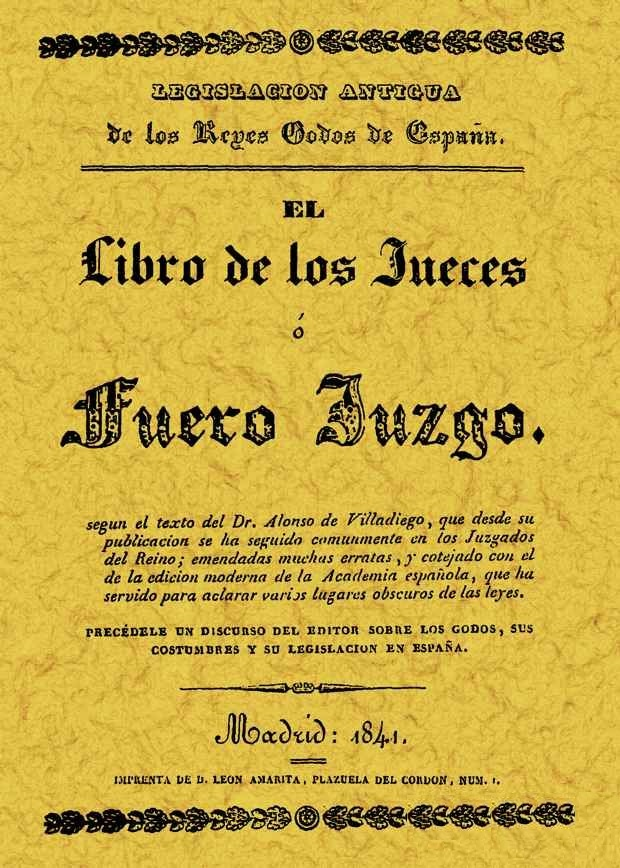 LEGISLACION ANTIGUA
de los Reyes Godos de España.
EL
Libro de los Jueces
ó
Fuero Juzgo.
segun el texto del Dr. Alonso de Villadiego, que desde su
publicacion se ha seguido comunmente en los Juzgados
del Reino; emendadas muchas erratas, y cotejado con el
de la edicion moderna de la Academia española, que ha
servido para aclarar varios lugares obscuros de las leyes.
PRECÉDELE UN DISCURSO DEL EDITOR SOBRE LOS GODOS, SUS
COSTUMBRES Y SU LEGISLACION EN ESPAÑA.
Madrid: 1841.
IMPRENTA DE D. LEON AMARITA, PLAZUELA DEL CORDON, NUM. 1.